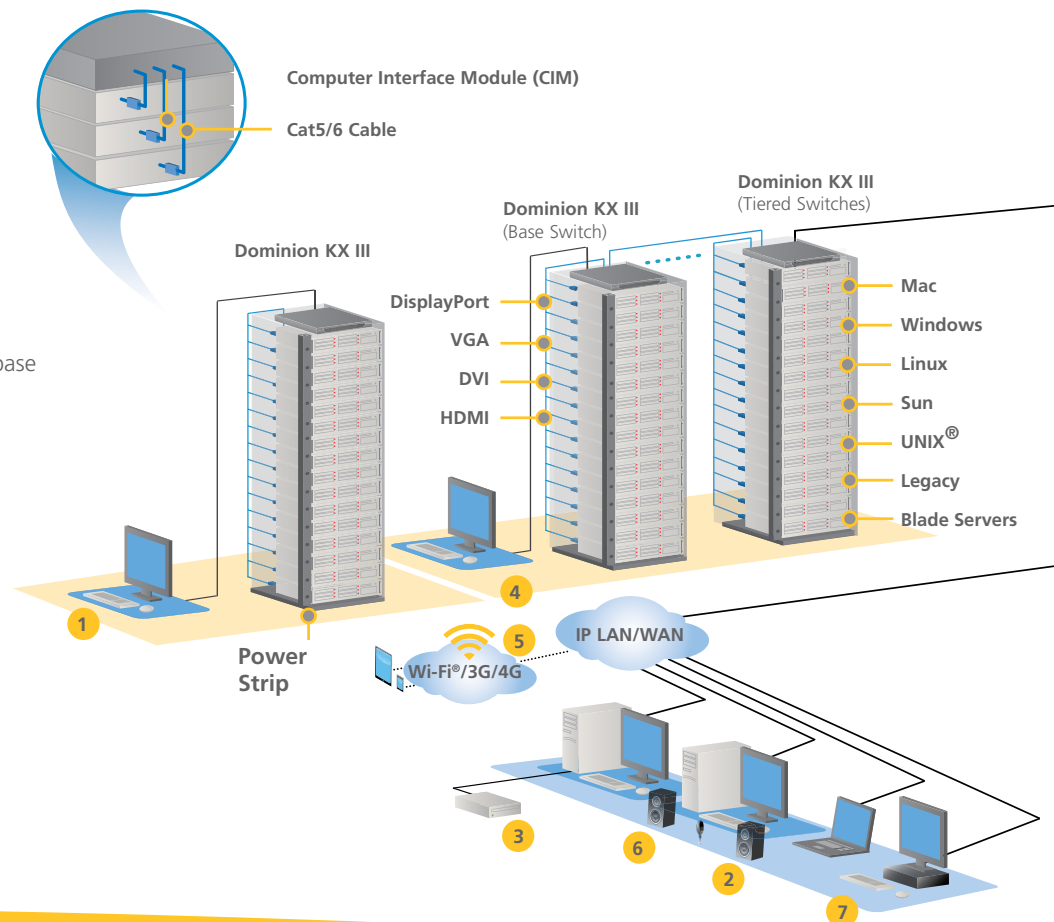 Computer Interface Module (CIM)
Cat5/6 Cable
Dominion KX III
Dominion KX III
(Base Switch)
Dominion KX III
(Tiered Switches)
DisplayPort
VGA
DVI
HDMI
Mac
Windows
Linux
Sun
UNIX®
Legacy
Blade Servers
base
1
4
Power
Strip
5
Wi-Fi®/3G/4G
IP LAN/WAN
3
6
2
7